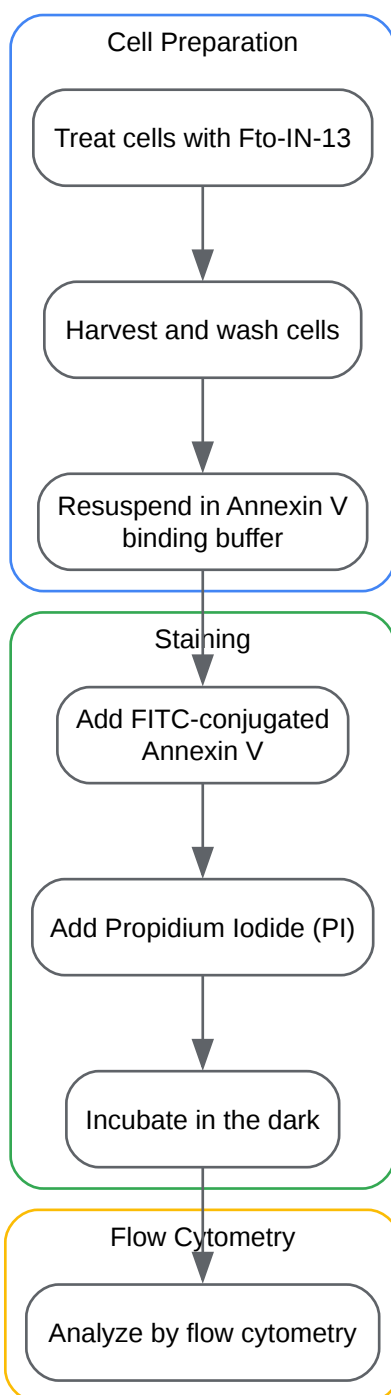 Cell Preparation
Treat cells with Fto-IN-13
Harvest and wash cells
Resuspend in Annexin V
binding buffer
Staining
Add FITC-conjugated
Annexin V
Add Propidium Iodide (PI)
Incubate in the dark
Flow Cytometry
Analyze by flow cytometry